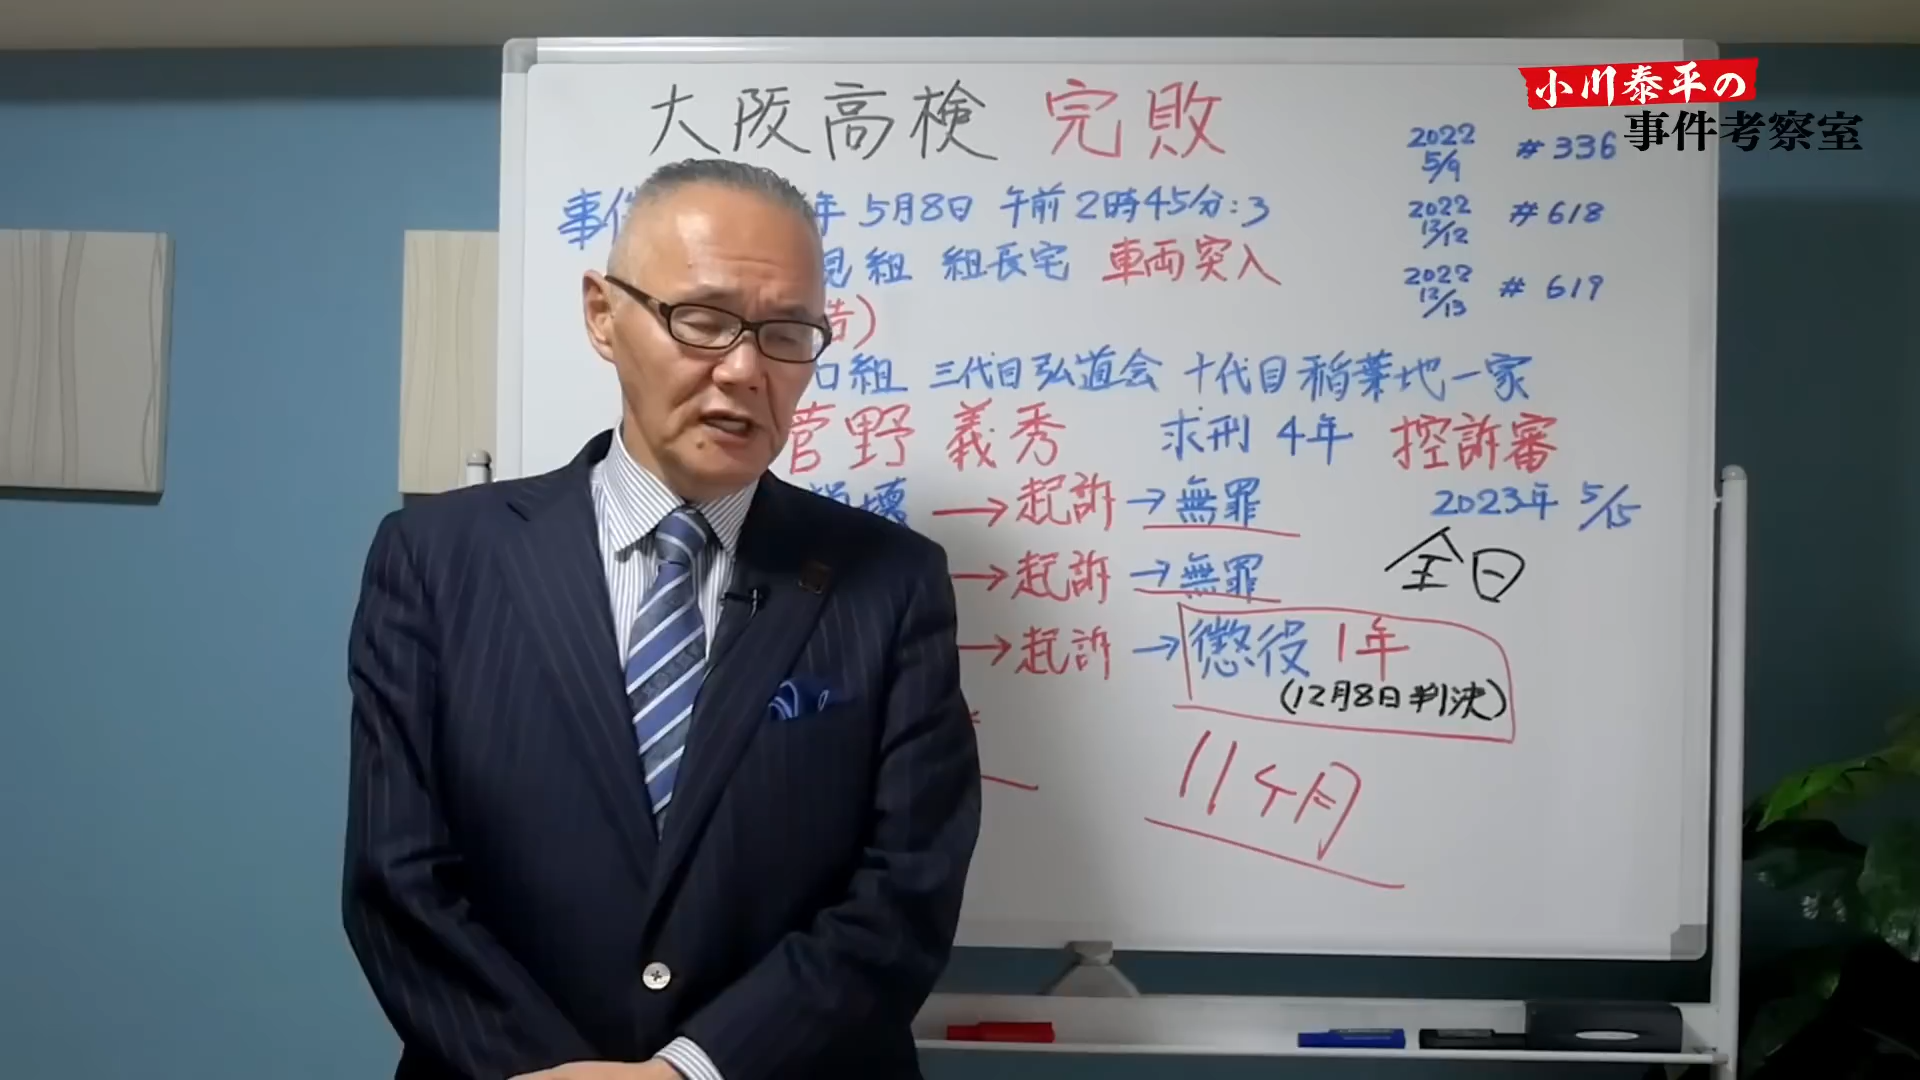 大阪高検 完敗
小川泰平の
事件考察室
2022
5/9 #336
2022
12/12 #618
2022
12/13 #619
事件 年 5月8日 午前2時45分:3
組 組長宅 車両突入
告)
口組 三代目弘道会 十代目稲葉地一家
菅野 義秀 求刑 4年 控訴審
壊 → 起訴 → 無罪 2023年 5/15
全日
→ 起訴 → 無罪
→ 起訴 → 懲役 1年
(12月8日判決)
11ヶ月